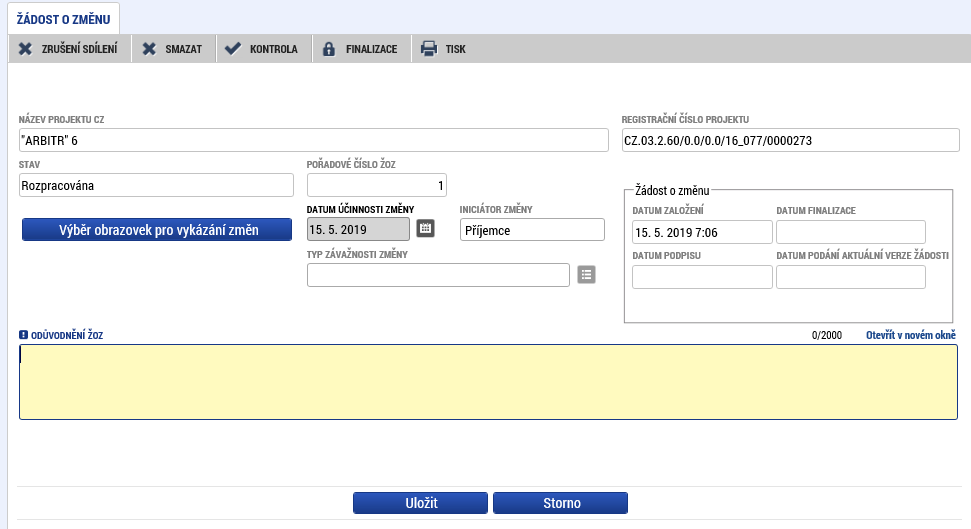 ŽÁDOST O ZMĚNU
ZRUŠENÍ SDÍLENÍ SMAZAT KONTROLA FINALIZACE TISK
NÁZEV PROJEKTU CZ REGISTRAČNÍ ČÍSLO PROJEKTU
"ARBITR" 6 CZ.03.2.60/0.0/0.0/16_077/0000273
STAV POŘADOVÉ ČÍSLO ŽOZ
Rozpracována 1
Žádost o změnu
DATUM ÚČINNOSTI ZMĚNY INICIÁTOR ZMĚNY DATUM ZALOŽENÍ DATUM FINALIZACE
Výběr obrazovek pro vykázání změn 15. 5. 2019 Příjemce 15. 5. 2019 7:06
TYP ZÁVAŽNOSTI ZMĚNY DATUM PODPISU DATUM PODÁNÍ AKTUÁLNÍ VERZE ŽÁDOSTI
ODŮVODNĚNÍ ŽOZ 0/2000 Otevřít v novém okně
Uložit Storno